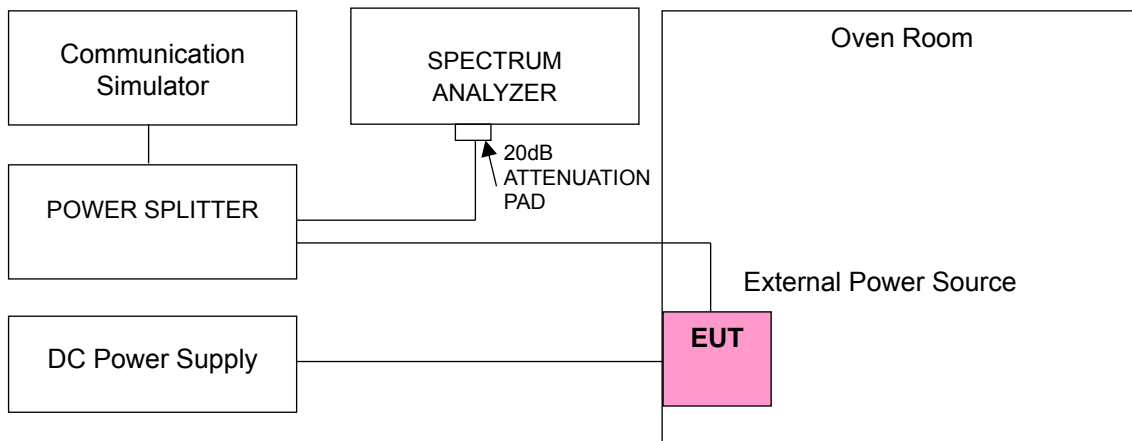 Communication
Simulator
SPECTRUM
ANALYZER
Oven Room
20dB
ATTENUATION
PAD
POWER SPLITTER
External Power Source
EUT
DC Power Supply